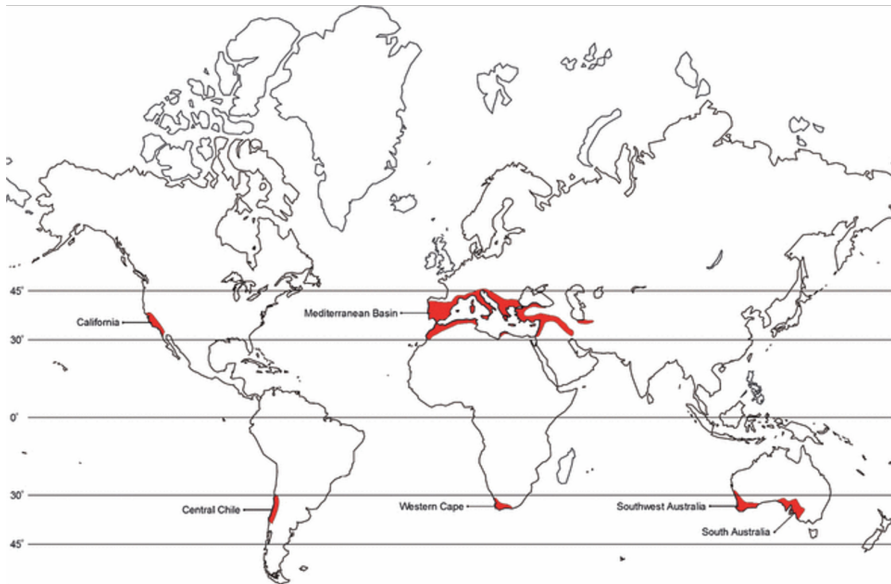 45°
Mediterranean Basin
California
30°
0°
30°
Central Chile
Western Cape
Southwest Australia
South Australia
45°